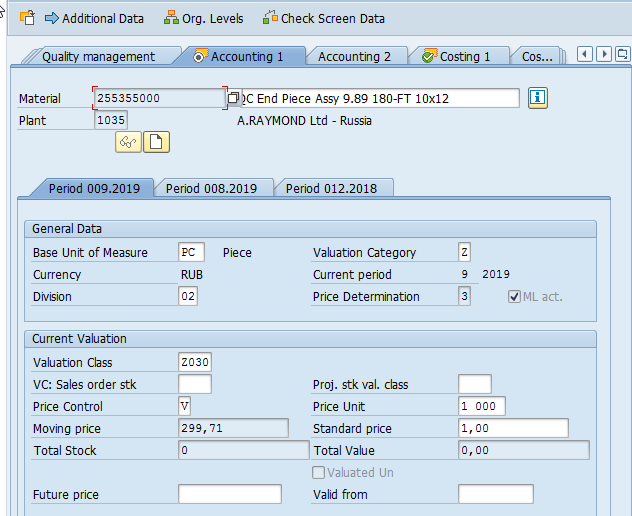 Additional Data Org. Levels Check Screen Data
Quality management Accounting 1 Accounting 2 Costing 1 Cos...
Material 255355000 QC End Piece Assy 9.89 180-FT 10x12
Plant 1035 A.RAYMOND Ltd - Russia
Period 009.2019 Period 008.2019 Period 012.2018
General Data
Base Unit of Measure PC Piece Valuation Category Z
Currency RUB Current period 9 2019
Division 02 Price Determination 3 ML act.
Current Valuation
Valuation Class Z030
VC: Sales order stk Proj. stk val. class
Price Control V Price Unit 1 000
Moving price 299,71 Standard price 1,00
Total Stock 0 Total Value 0,00
Valuated Un
Future price Valid from